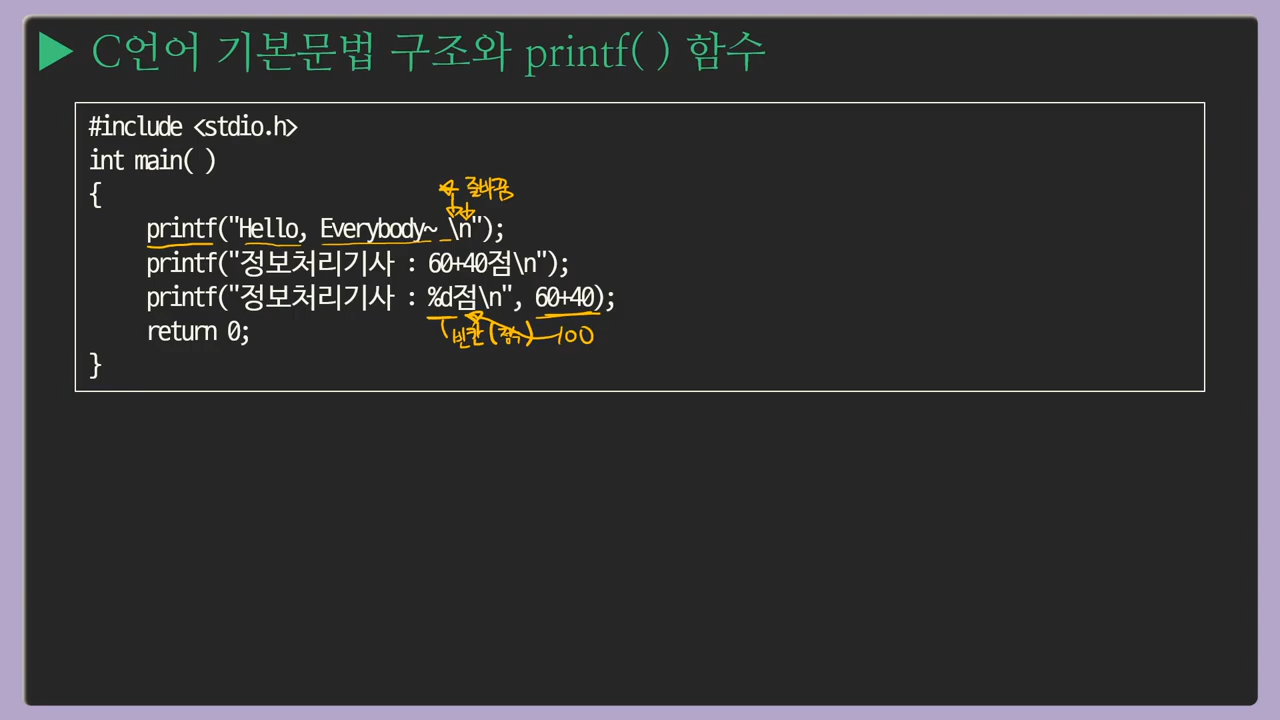 ▶ C언어 기본문법 구조와 printf( ) 함수
#include <stdio.h>
int main( )
{
줄바꿈
printf("Hello, Everybody~ \n");
printf("정보처리기사 : 60+40점\n");
printf("정보처리기사 : %d점\n", 60+40);
return 0;
빈칸(정수) 100
}